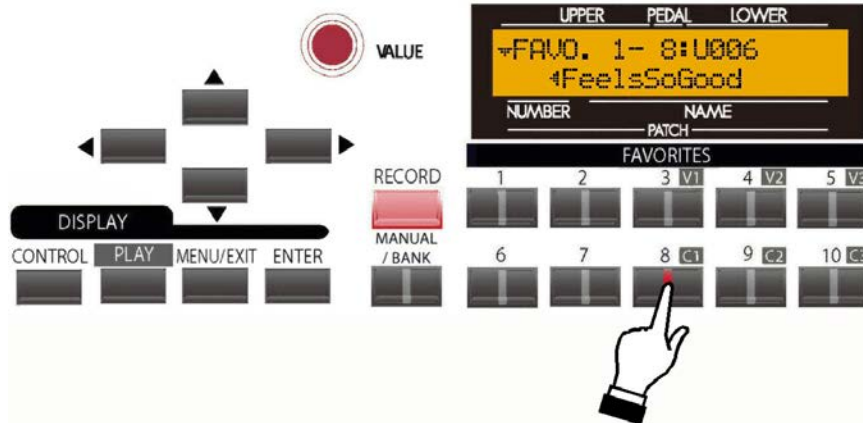 UPPER PEDAL LOWER
VALUE
FAVO. 1- 8:U006
FeelsSoGood
NUMBER NAME
PATCH
FAVORITES
RECORD
1 2 3 V1 4 V2 5 V3
DISPLAY
MANUAL
/ BANK
CONTROL PLAY MENU/EXIT ENTER
6 7 8 C1 9 C2 10 C3